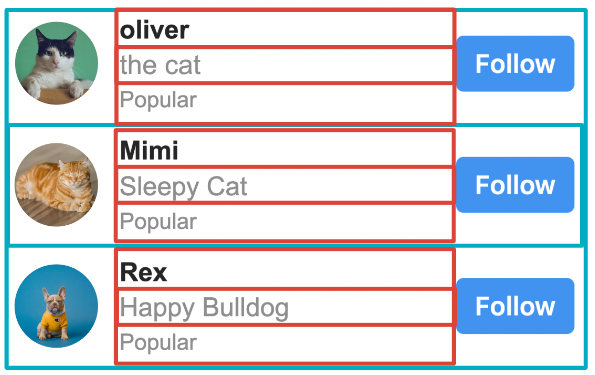 oliver
the cat
Popular
Follow
Mimi
Sleepy Cat
Popular
Follow
Rex
Happy Bulldog
Popular
Follow